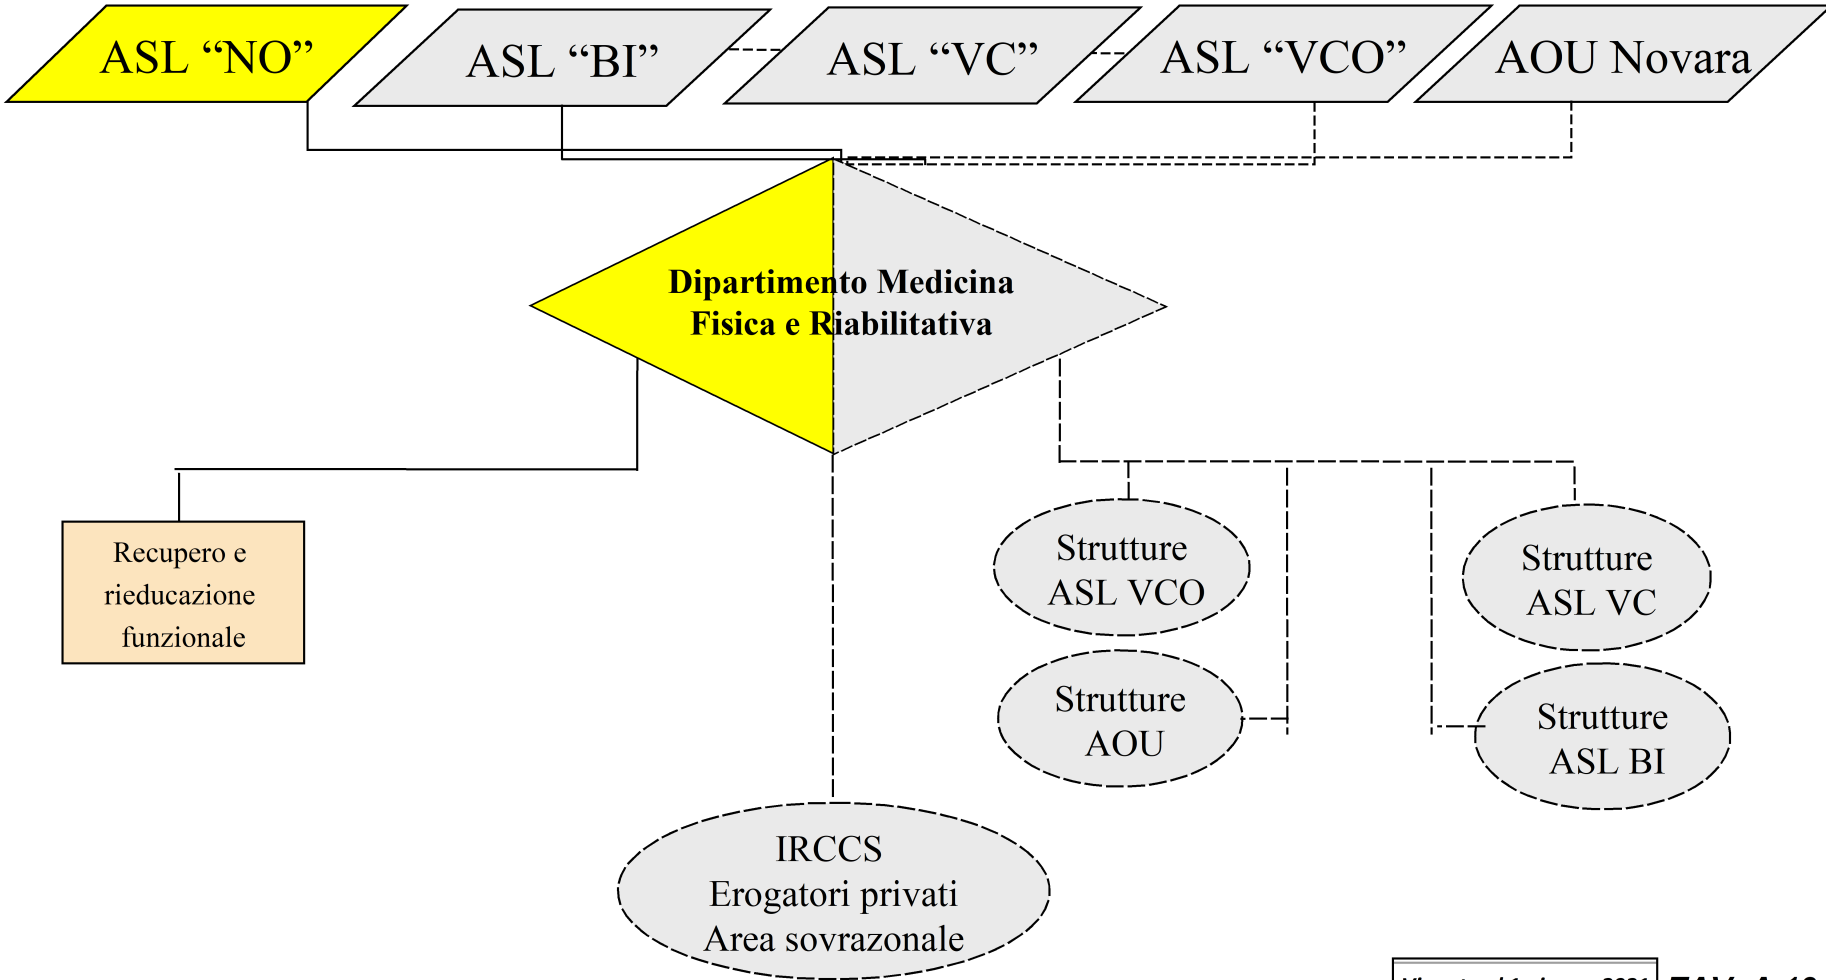 ASL “NO”
ASL “BI”
ASL “VC”
ASL “VCO”
AOU Novara
Dipartimento Medicina
Fisica e Riabilitativa
Recupero e
rieducazione
funzionale
Strutture
ASL VCO
Strutture
ASL VC
Strutture
AOU
Strutture
ASL BI
IRCCS
Erogatori privati
Area sovrazonale